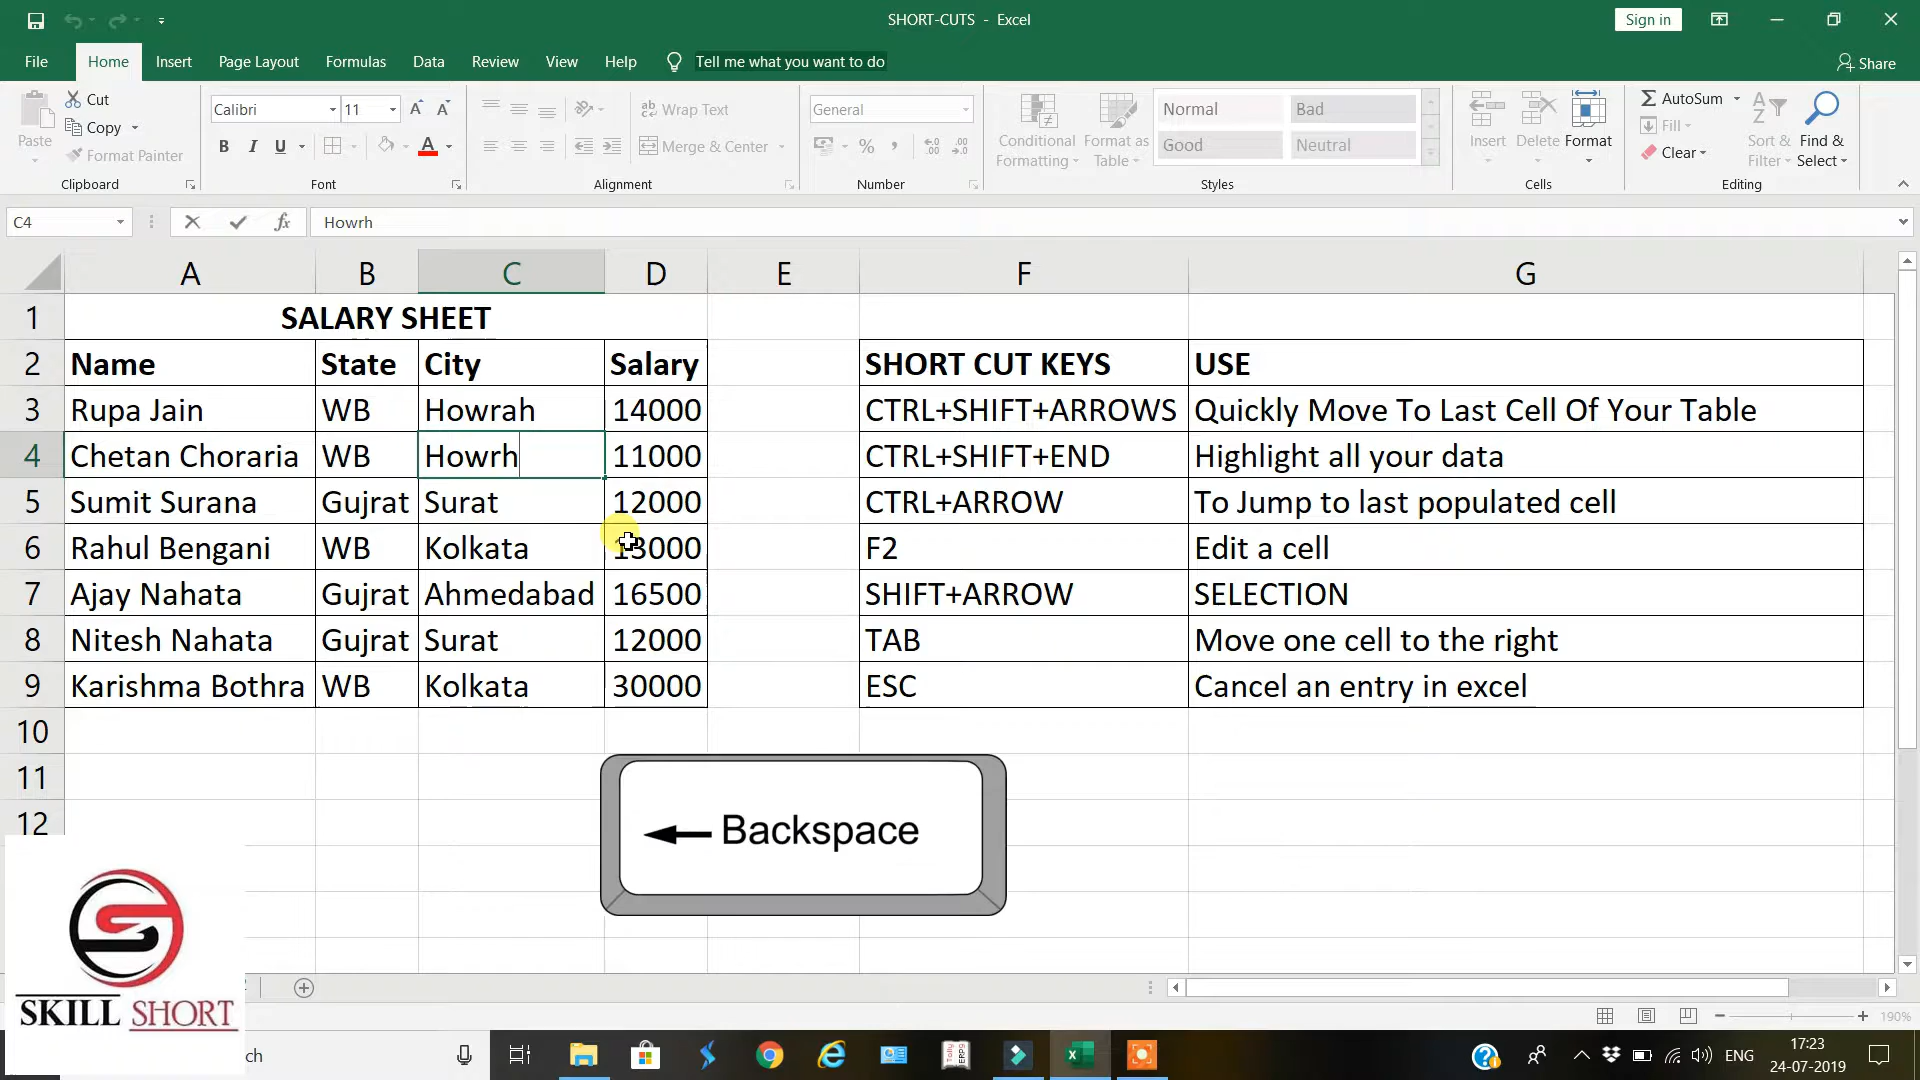 SHORT-CUTS - Excel
Sign in
File Home Insert Page Layout Formulas Data Review View Help Tell me what you want to do Share
Paste
Cut
Copy
Format Painter
Clipboard
Calibri 11
B I U
Font
ab Wrap Text
Merge & Center
Alignment
General
Number
Conditional Formatting
Format as Table
Normal Bad
Good Neutral
Styles
Insert Delete Format
Cells
AutoSum
Fill
Clear
Sort & Filter
Find & Select
Editing
C4 fx Howrh
A B C D E F G
1 SALARY SHEET
2 Name State City Salary SHORT CUT KEYS USE
3 Rupa Jain WB Howrah 14000 CTRL+SHIFT+ARROWS Quickly Move To Last Cell Of Your Table
4 Chetan Choraria WB Howrh 11000 CTRL+SHIFT+END Highlight all your data
5 Sumit Surana Gujrat Surat 12000 CTRL+ARROW To Jump to last populated cell
6 Rahul Bengani WB Kolkata 13000 F2 Edit a cell
7 Ajay Nahata Gujrat Ahmedabad 16500 SHIFT+ARROW SELECTION
8 Nitesh Nahata Gujrat Surat 12000 TAB Move one cell to the right
9 Karishma Bothra WB Kolkata 30000 ESC Cancel an entry in excel
10
11
12
Backspace
SKILL SHORT
190%
ch
ENG
17:23
24-07-2019